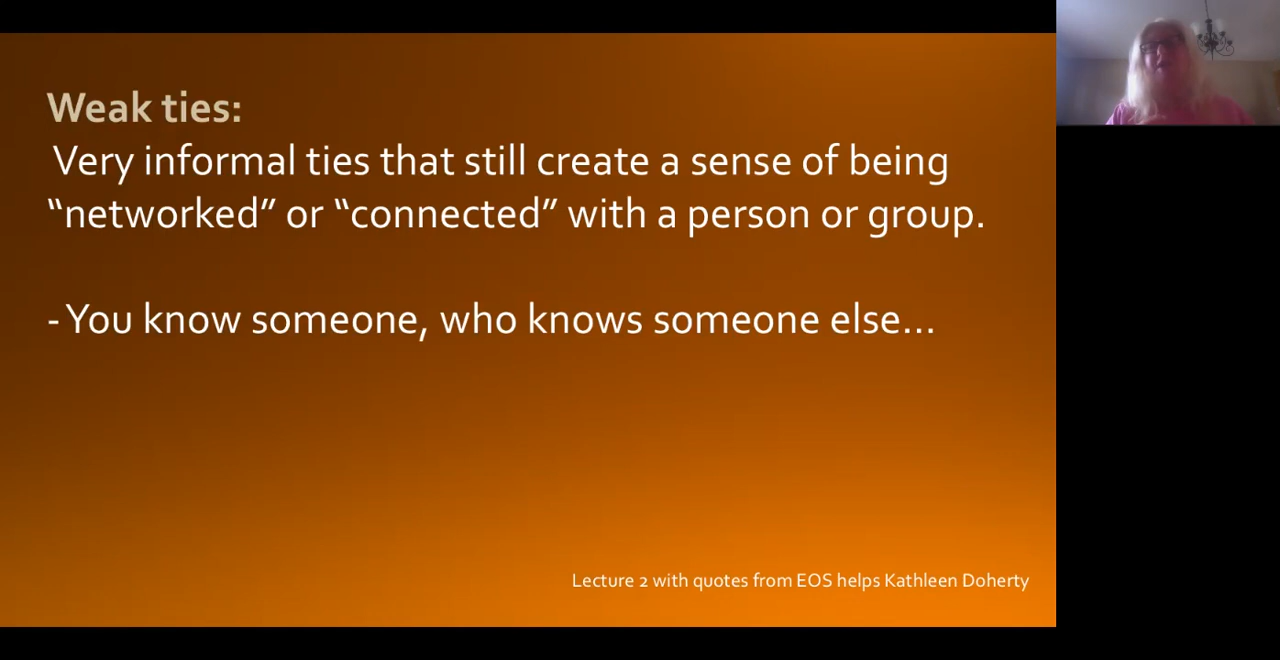 Weak ties:
Very informal ties that still create a sense of being
“networked” or “connected” with a person or group.
- You know someone, who knows someone else...
Lecture 2 with quotes from EOS helps Kathleen Doherty